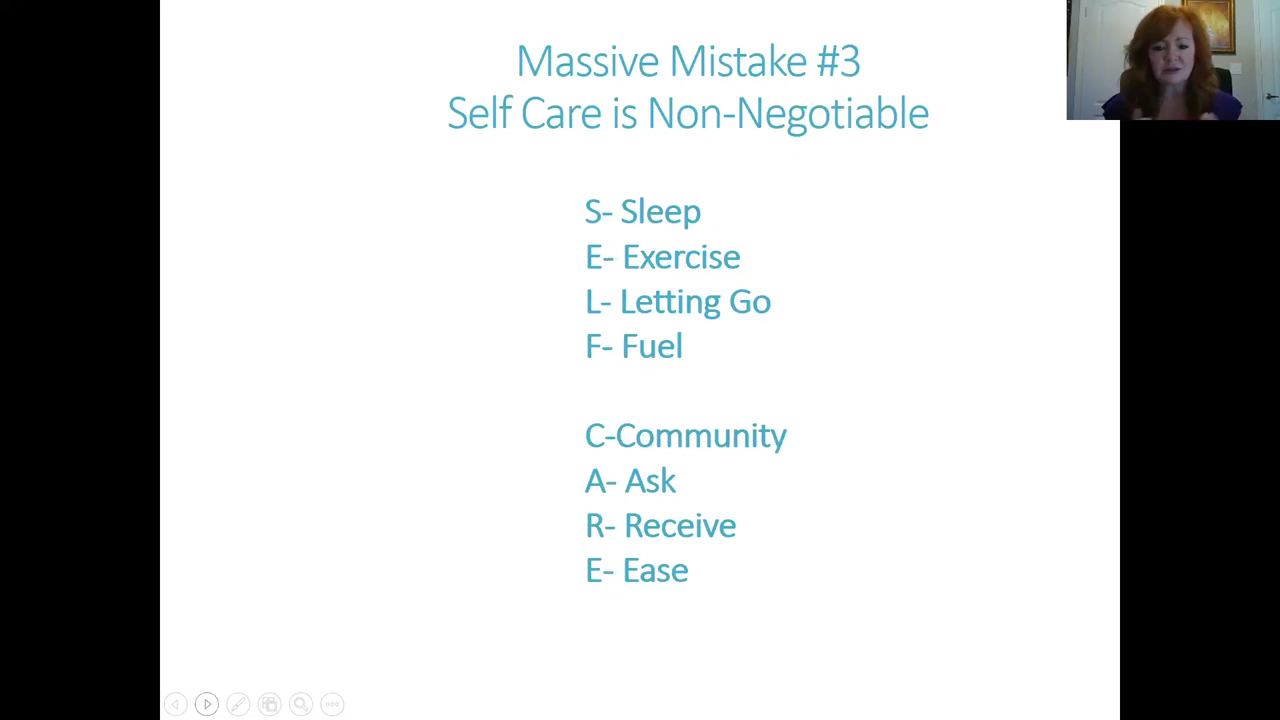 Massive Mistake #3
Self Care is Non-Negotiable
S- Sleep
E- Exercise
L- Letting Go
F- Fuel
C-Community
A- Ask
R- Receive
E- Ease